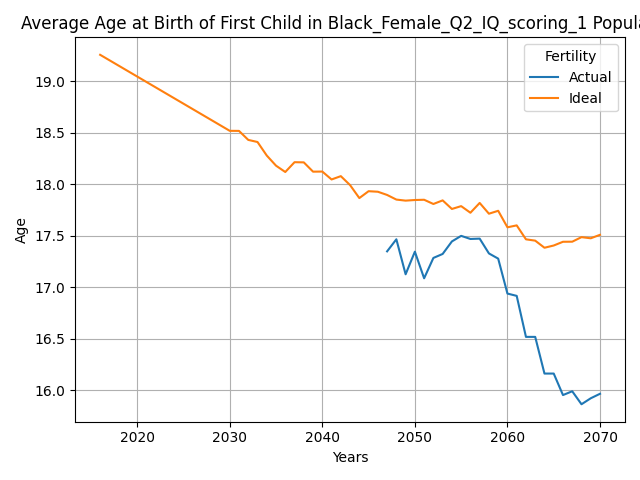 Average Age at Birth of First Child in Black_Female_Q2_IQ_scoring_1 Popula
Fertility
Actual
Ideal
19.0
18.5
18.0
17.5
17.0
16.5
16.0
Age
2020 2030 2040 2050 2060 2070
Years